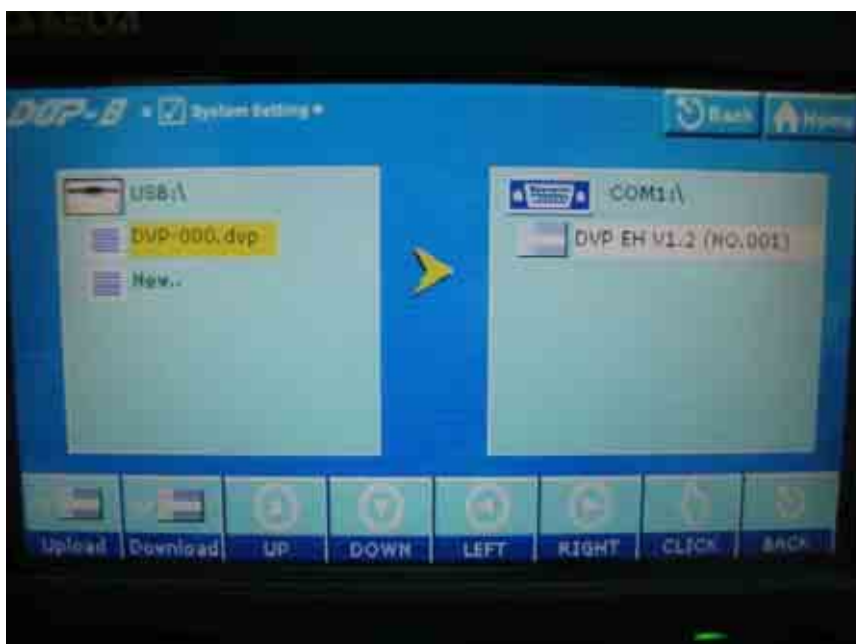 DOP-B System Setting
Back
Home
USB:\
DVP-000.dvp
New..
COM1:\
DVP EH V1.2 (NO.001)
Upload
Download
UP
DOWN
LEFT
RIGHT
CLICK
BACK